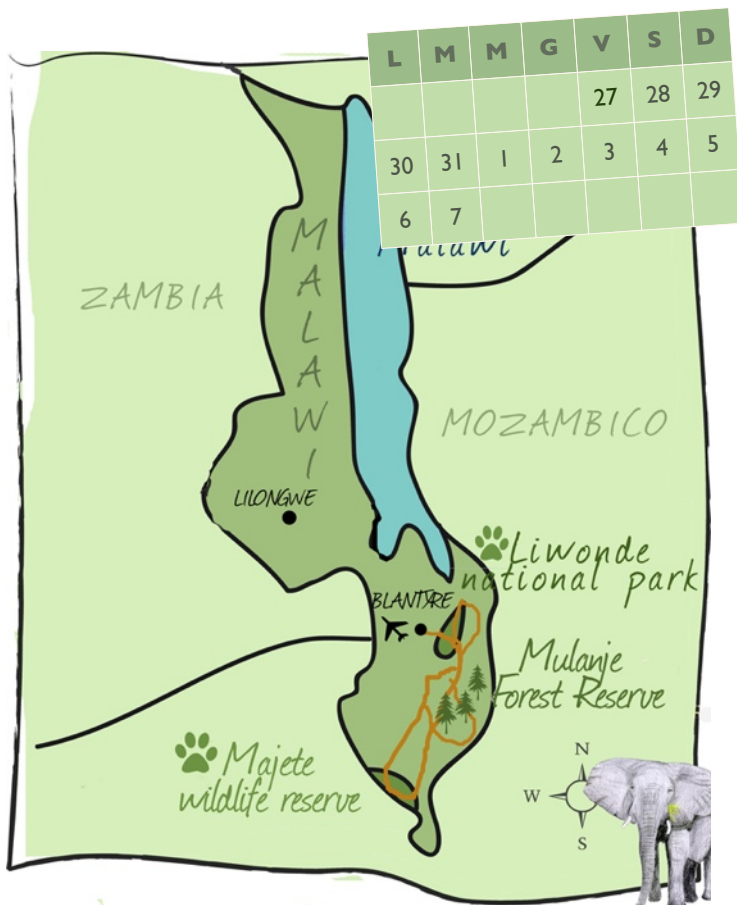 L M M G V S D
27 28 29
30 31 1 2 3 4 5
6 7
ZAMBIA
MALAWI
MOZAMBICO
LILONGWE
Liwonde
national park
BLANTYRE
Mulanje
Forest Reserve
Majete
wildlife reserve
N
W
S